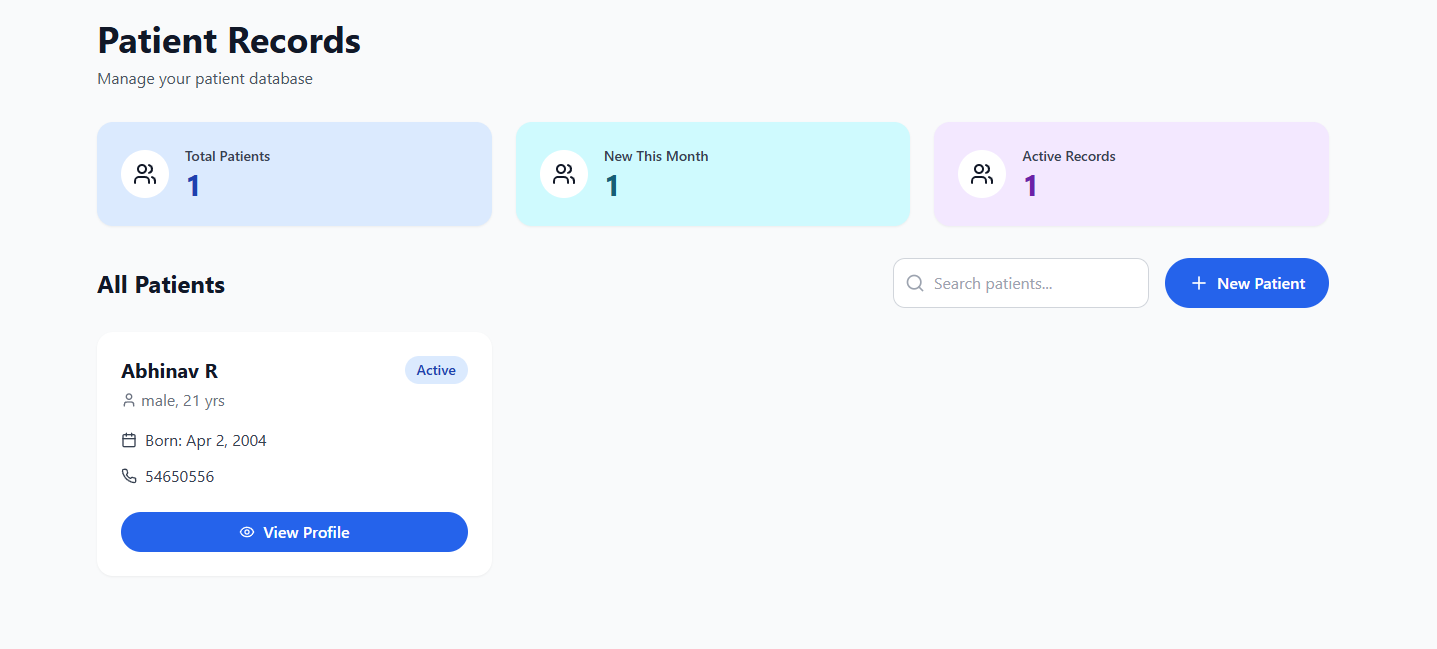 Patient Records
Manage your patient database
Total Patients
1
New This Month
1
Active Records
1
All Patients
Search patients...
New Patient
Abhinav R
Active
male, 21 yrs
Born: Apr 2, 2004
54650556
View Profile